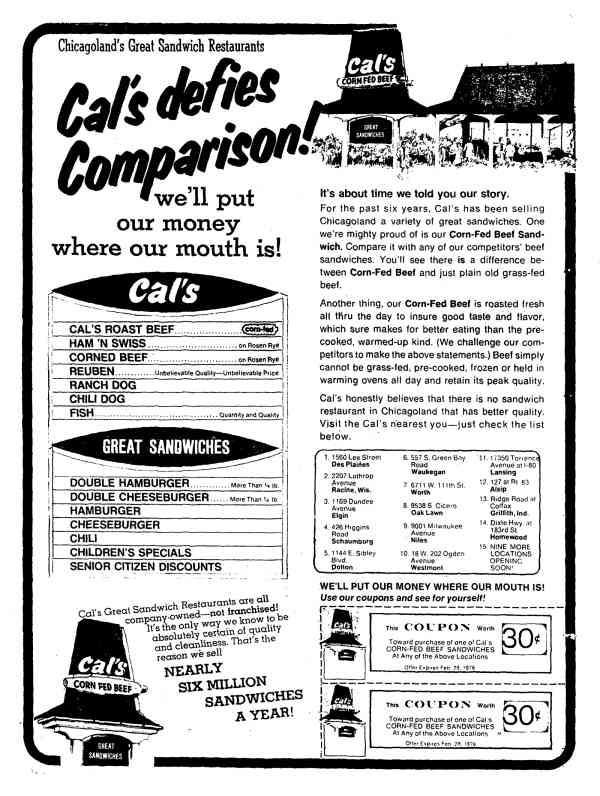 Chicagoland's Great Sandwich Restaurants
Cal's defies
Comparison!
we'll put
our money
where our mouth is!
Cal's
CORN FED BEEF
GREAT
SANDWICHES
Cal's
CAL'S ROAST BEEF corn-fed
HAM 'N SWISS on Rosen Rye
CORNED BEEF on Rosen Rye
REUBEN Unbelievable Quality—Unbelievable Price
RANCH DOG
CHILI DOG
FISH Quantity and Quality
GREAT SANDWICHES
DOUBLE HAMBURGER More Than ¼ lb.
DOUBLE CHEESEBURGER More Than ¼ lb.
HAMBURGER
CHEESEBURGER
CHILI
CHILDREN'S SPECIALS
SENIOR CITIZEN DISCOUNTS
Cal's Great Sandwich Restaurants are all
company-owned—not franchised!
It's the only way we know to be
absolutely certain of quality
and cleanliness. That's the
reason we sell
NEARLY
SIX MILLION
SANDWICHES
A YEAR!
Cal's
CORN FED BEEF
GREAT
SANDWICHES
It's about time we told you our story.
For the past six years, Cal's has been selling
Chicagoland a variety of great sandwiches. One
we're mighty proud of is our Corn-Fed Beef Sand-
wich. Compare it with any of our competitors' beef
sandwiches. You'll see there is a difference be-
tween Corn-Fed Beef and just plain old grass-fed
beef.
Another thing, our Corn-Fed Beef is roasted fresh
all thru the day to insure good taste and flavor,
which sure makes for better eating than the pre-
cooked, warmed-up kind. (We challenge our com-
petitors to make the above statements.) Beef simply
cannot be grass-fed, pre-cooked, frozen or held in
warming ovens all day and retain its peak quality.
Cal's honestly believes that there is no sandwich
restaurant in Chicagoland that has better quality.
Visit the Cal's nearest you—just check the list
below.
1. 1560 Lee Street
Des Plaines
2. 2207 Lathrop
Avenue
Racine, Wis.
3. 1169 Dundee
Avenue
Elgin
4. 426 Higgins
Road
Schaumburg
5. 1144 E. Sibley
Blvd.
Dolton
6. 557 S. Green Bay
Road
Waukegan
7. 6711 W. 111th St.
Worth
8. 9538 S. Cicero
Oak Lawn
9. 9001 Milwaukee
Avenue
Niles
10. 18 W. 202 Ogden
Avenue
Westmont
11. 17356 Torrence
Avenue at I-80
Lansing
12. 127 at Rt. 83
Alsip
13. Ridge Road at
Colfax
Griffith, Ind.
14. Dixie Hwy. at
183rd St.
Homewood
15. NINE MORE
LOCATIONS
OPENING
SOON!
WE'LL PUT OUR MONEY WHERE OUR MOUTH IS!
Use our coupons and see for yourself!
This COUPON Worth 30¢
Toward purchase of one of Cal's
CORN-FED BEEF SANDWICHES
At Any of the Above Locations
Offer Expires Feb. 28, 1976
This COUPON Worth 30¢
Toward purchase of one of Cal's
CORN-FED BEEF SANDWICHES
At Any of the Above Locations
Offer Expires Feb. 28, 1976